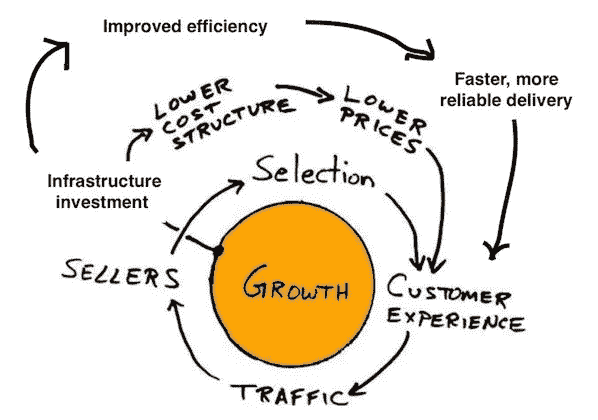 Improved efficiency
Faster, more
reliable delivery
LOWER
COST
STRUCTURE
LOWER
PRICES
Infrastructure
investment
Selection
SELLERS
GROWTH
CUSTOMER
EXPERIENCE
TRAFFIC